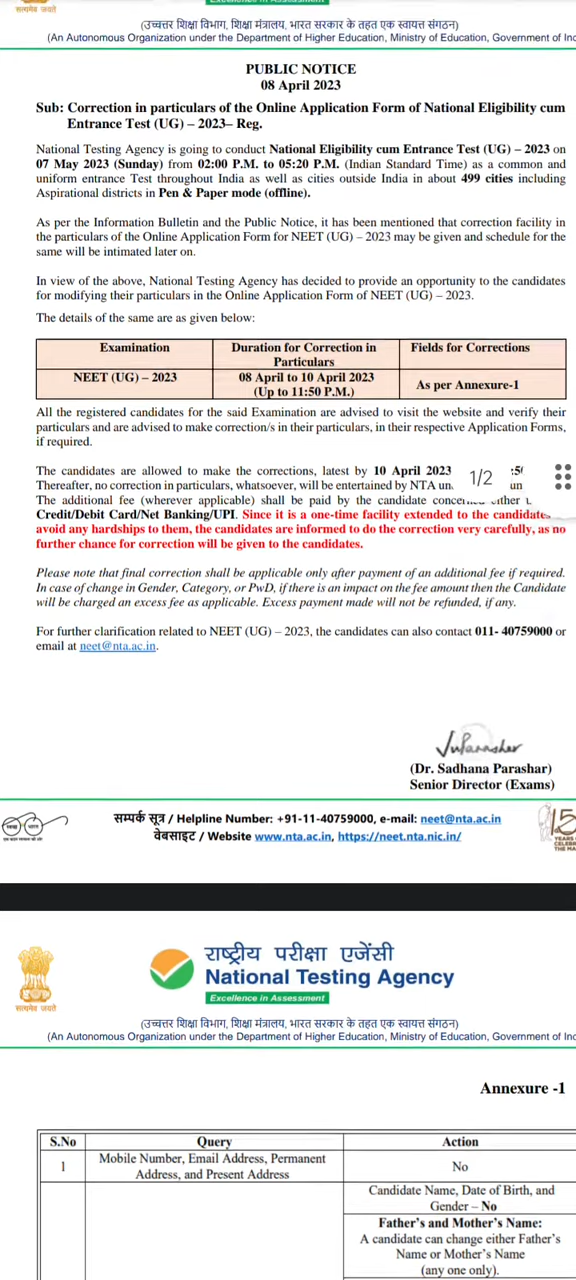 सत्यमेव जयते
Excellence in Assessment
(उच्चतर शिक्षा विभाग, शिक्षा मंत्रालय, भारत सरकार के तहत एक स्वायत्त संगठन)
(An Autonomous Organization under the Department of Higher Education, Ministry of Education, Government of Ind
PUBLIC NOTICE
08 April 2023
Sub: Correction in particulars of the Online Application Form of National Eligibility cum
Entrance Test (UG) – 2023– Reg.
National Testing Agency is going to conduct National Eligibility cum Entrance Test (UG) – 2023 on
07 May 2023 (Sunday) from 02:00 P.M. to 05:20 P.M. (Indian Standard Time) as a common and
uniform entrance Test throughout India as well as cities outside India in about 499 cities including
Aspirational districts in Pen & Paper mode (offline).
As per the Information Bulletin and the Public Notice, it has been mentioned that correction facility in
the particulars of the Online Application Form for NEET (UG) – 2023 may be given and schedule for the
same will be intimated later on.
In view of the above, National Testing Agency has decided to provide an opportunity to the candidates
for modifying their particulars in the Online Application Form of NEET (UG) – 2023.
The details of the same are as given below:
Examination Duration for Correction in Particulars Fields for Corrections
NEET (UG) – 2023 08 April to 10 April 2023 (Up to 11:50 P.M.) As per Annexure-1
All the registered candidates for the said Examination are advised to visit the website and verify their
particulars and are advised to make correction/s in their particulars, in their respective Application Forms,
if required.
The candidates are allowed to make the corrections, latest by 10 April 2023 :5
Thereafter, no correction in particulars, whatsoever, will be entertained by NTA un un
1/2
The additional fee (wherever applicable) shall be paid by the candidate either
Credit/Debit Card/Net Banking/UPI. Since it is a one-time facility extended to the candidates
avoid any hardships to them, the candidates are informed to do the correction very carefully, as no
further chance for correction will be given to the candidates.
Please note that final correction shall be applicable only after payment of an additional fee if required.
In case of change in Gender, Category, or PwD, if there is an impact on the fee amount then the Candidate
will be charged an excess fee as applicable. Excess payment made will not be refunded, if any.
For further clarification related to NEET (UG) – 2023, the candidates can also contact 011- 40759000 or
email at neet@nta.ac.in.
(Dr. Sadhana Parashar)
Senior Director (Exams)
सम्पर्क सूत्र / Helpline Number: +91-11-40759000, e-mail: neet@nta.ac.in
वेबसाइट / Website www.nta.ac.in, https://neet.nta.nic.in/
15
YEARS
CELEBR
THE MA
सत्यमेव जयते
राष्ट्रीय परीक्षा एजेंसी
National Testing Agency
Excellence in Assessment
(उच्चतर शिक्षा विभाग, शिक्षा मंत्रालय, भारत सरकार के तहत एक स्वायत्त संगठन)
(An Autonomous Organization under the Department of Higher Education, Ministry of Education, Government of Ind
Annexure -1
S.No Query Action
1 Mobile Number, Email Address, Permanent Address, and Present Address No
Candidate Name, Date of Birth, and
Gender – No
Father's and Mother's Name:
A candidate can change either Father's
Name or Mother's Name
(any one only).